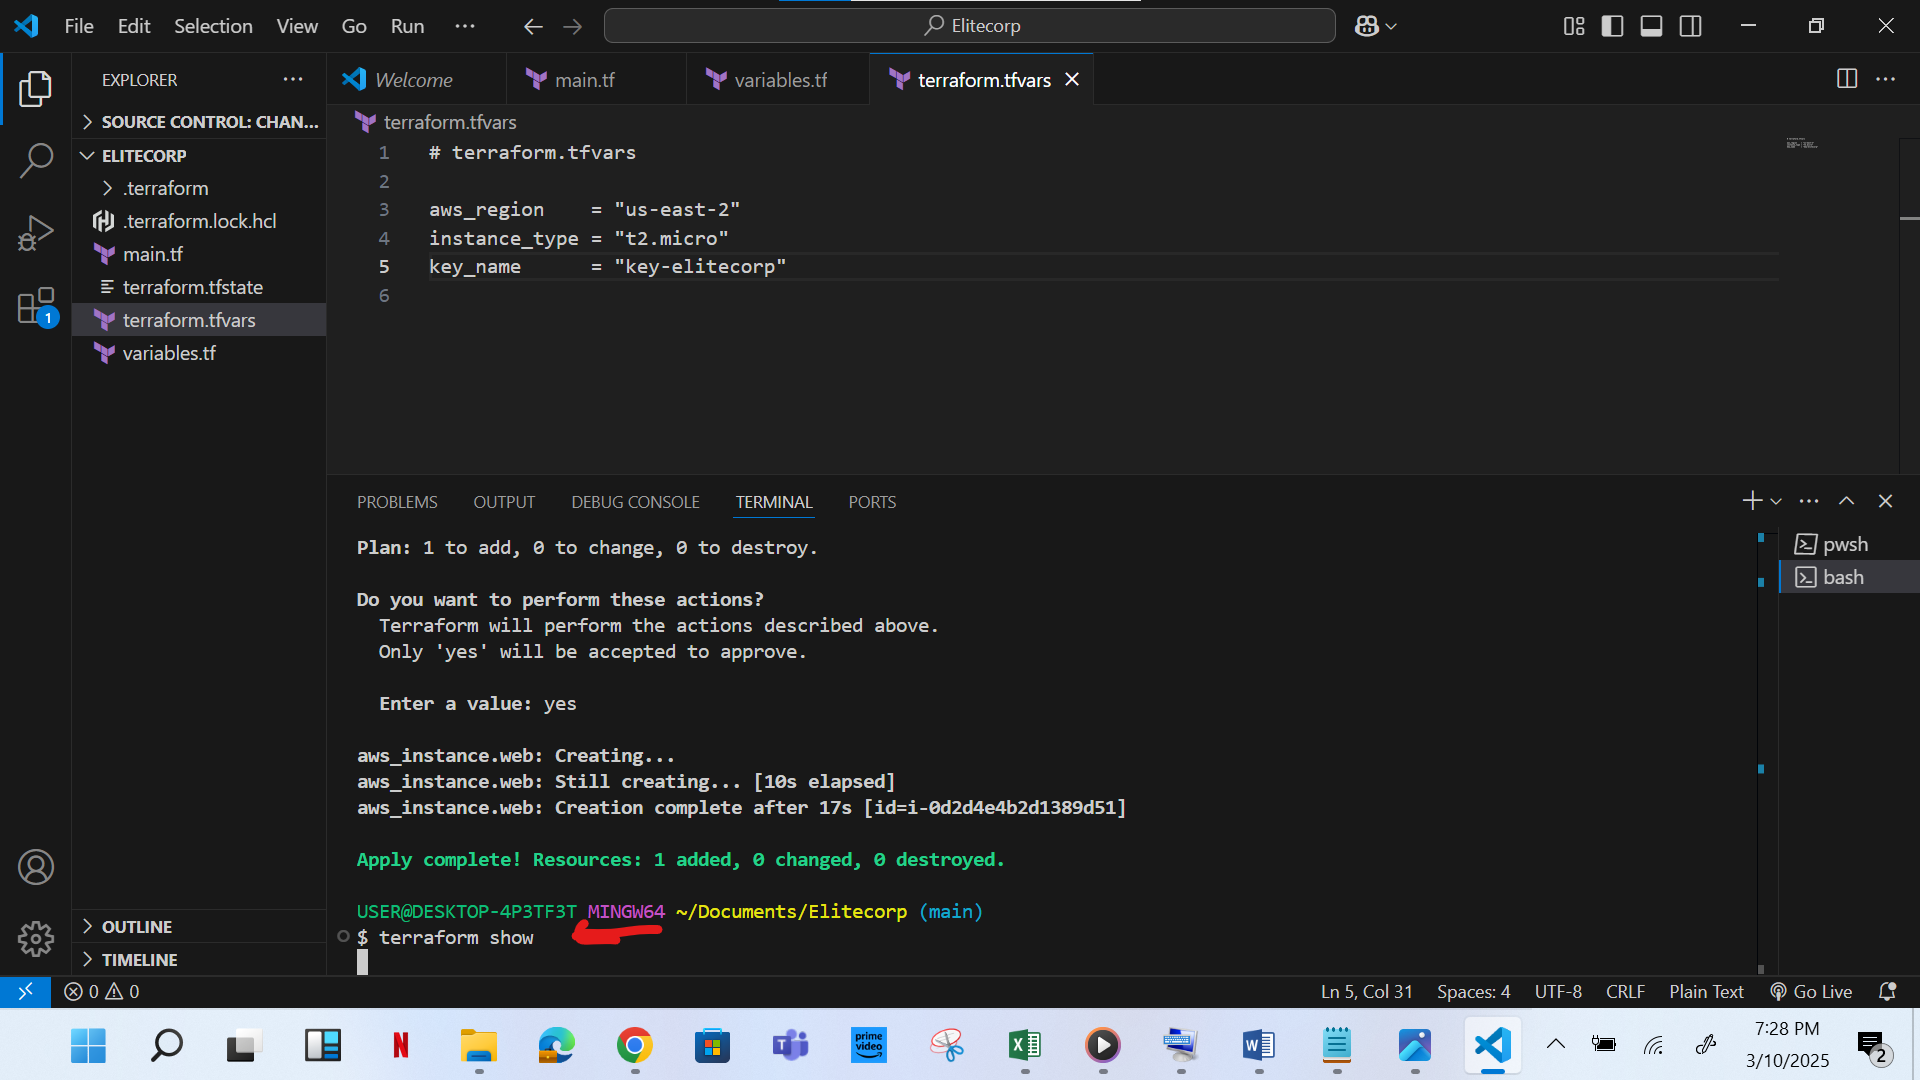 File Edit Selection View Go Run ··· Elitecorp
EXPLORER ···
SOURCE CONTROL: CHAN...
ELITECORP
.terraform
.terraform.lock.hcl
main.tf
terraform.tfstate
terraform.tfvars
variables.tf
OUTLINE
TIMELINE
1
Welcome main.tf variables.tf terraform.tfvars
terraform.tfvars
1 # terraform.tfvars
2
3 aws_region    = "us-east-2"
4 instance_type = "t2.micro"
5 key_name      = "key-elitecorp"
6
PROBLEMS OUTPUT DEBUG CONSOLE TERMINAL PORTS
pwsh
bash
Plan: 1 to add, 0 to change, 0 to destroy.
Do you want to perform these actions?
Terraform will perform the actions described above.
Only 'yes' will be accepted to approve.
Enter a value: yes
aws_instance.web: Creating...
aws_instance.web: Still creating... [10s elapsed]
aws_instance.web: Creation complete after 17s [id=i-0d2d4e4b2d1389d51]
Apply complete! Resources: 1 added, 0 changed, 0 destroyed.
USER@DESKTOP-4P3TF3T MINGW64 ~/Documents/Elitecorp (main)
$ terraform show
0 0 Ln 5, Col 31 Spaces: 4 UTF-8 CRLF Plain Text Go Live
N prime video X W
7:28 PM
3/10/2025
2